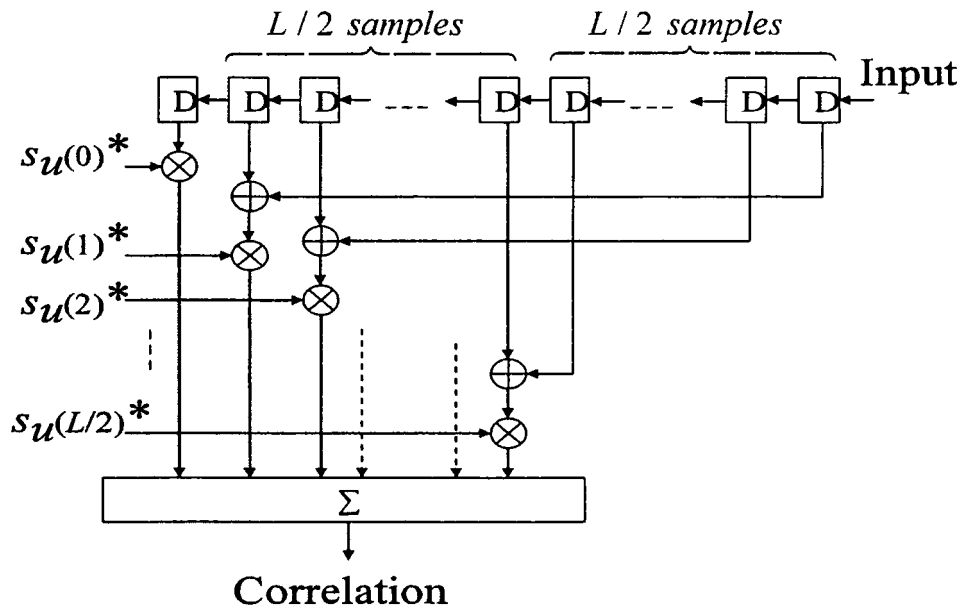 L / 2 samples L / 2 samples
D D D D D D D Input
s_u(0)*
s_u(1)*
s_u(2)*
s_u(L/2)*
Σ
Correlation